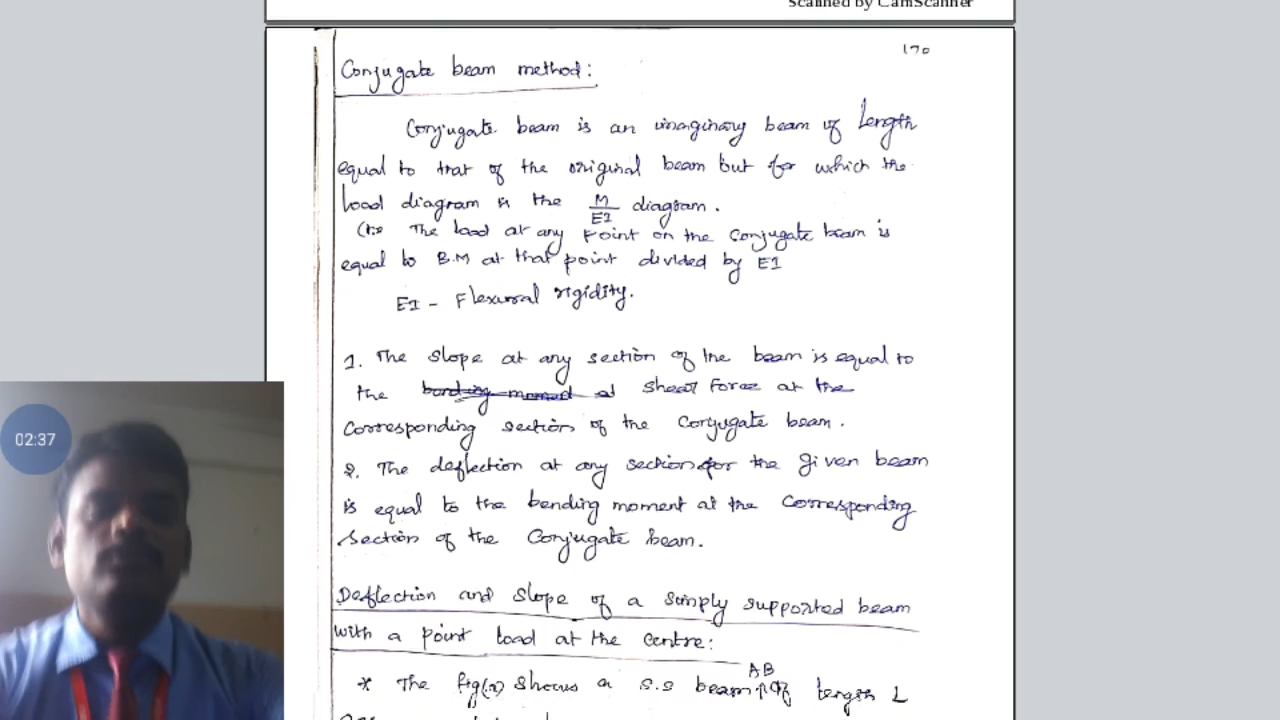 Scanned by CamScanner
170
Conjugate beam method:
Conjugate beam is an imaginary beam of Length
equal to that of the original beam but for which the
load diagram is the M/EI diagram.
(ie The load at any point on the conjugate beam is
equal to B.M at that point divided by EI
EI - Flexural rigidity.
1. The slope at any section of the beam is equal to
the bending moment at shear force at the
corresponding section of the conjugate beam.
2. The deflection at any section for the given beam
is equal to the bending moment at the corresponding
section of the conjugate beam.
Deflection and slope of a simply supported beam
with a point load at the centre:
AB
* The fig(a) shows a s.s beam of length L
02:37